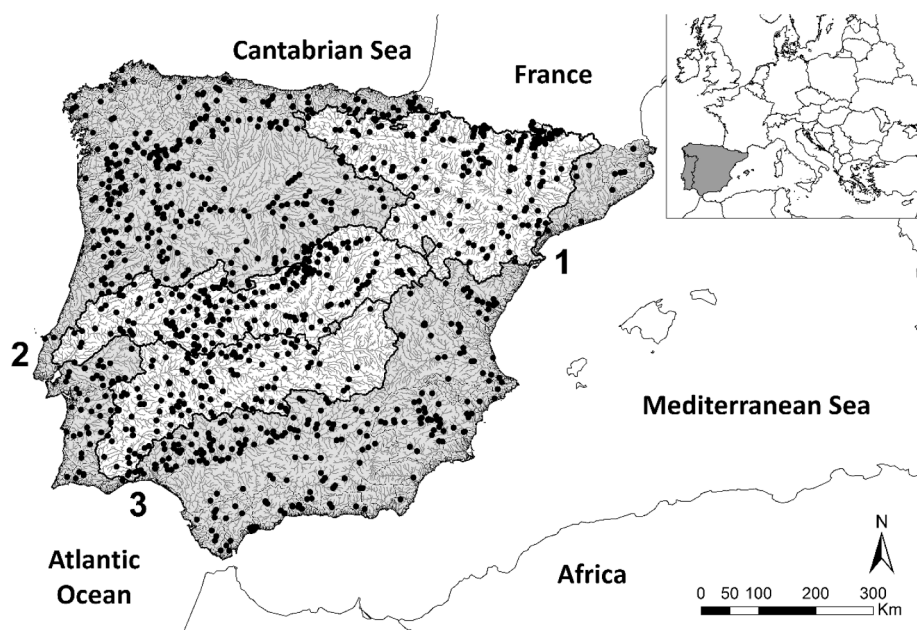 Cantabrian Sea
France
1
2
Mediterranean Sea
3
Atlantic
Ocean
Africa
N
0 50 100 200 300
Km